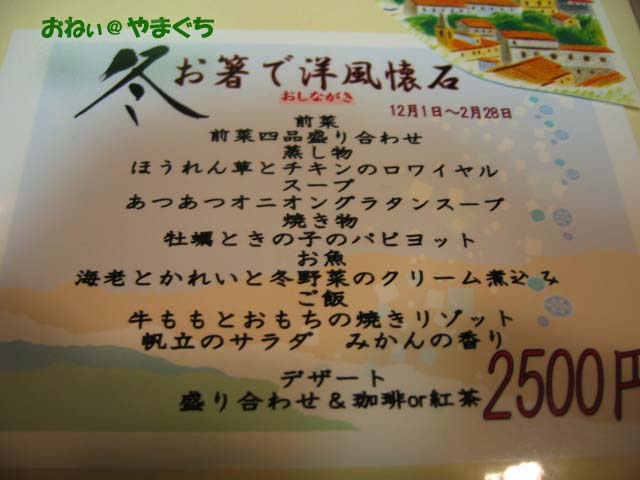 おねぃ@やまぐち
冬 お箸で洋風懐石
おしながき
12月1日～2月28日
前菜
前菜四品盛り合わせ
蒸し物
ほうれん草とチキンのロワイヤル
スープ
あつあつオニオングラタンスープ
焼き物
牡蠣ときの子のパピヨット
お魚
海老とかれいと冬野菜のクリーム煮込み
ご飯
牛ももとおもちの焼きリゾット
帆立のサラダ　みかんの香り
デザート
盛り合わせ＆珈琲or紅茶
2500円